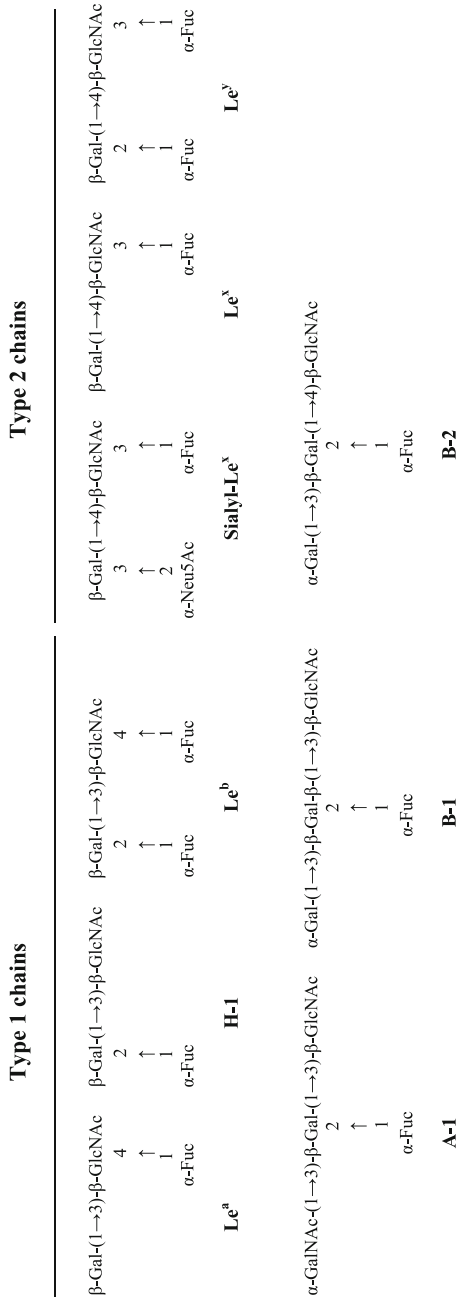 Type 1 chains Type 2 chains
β-Gal-(1→3)-β-GlcNAc β-Gal-(1→3)-β-GlcNAc β-Gal-(1→3)-β-GlcNAc β-Gal-(1→4)-β-GlcNAc β-Gal-(1→4)-β-GlcNAc β-Gal-(1→4)-β-GlcNAc
4 2 2 4 3 3 3 2 3
↑ ↑ ↑ ↑ ↑ ↑ ↑ ↑ ↑
1 1 1 1 2 1 1 1 1
α-Fuc α-Fuc α-Fuc α-Fuc α-Neu5Ac α-Fuc α-Fuc α-Fuc α-Fuc
Leᵃ H-1 Leᵇ Sialyl-Leˣ Leˣ Leʸ
α-GalNAc-(1→3)-β-Gal-(1→3)-β-GlcNAc α-Gal-(1→3)-β-Gal-β-(1→3)-β-GlcNAc α-Gal-(1→3)-β-Gal-(1→4)-β-GlcNAc
2 2 2
↑ ↑ ↑
1 1 1
α-Fuc α-Fuc α-Fuc
A-1 B-1 B-2